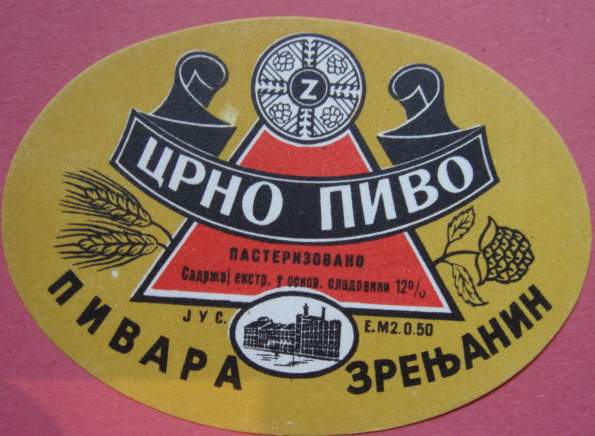 Z
ЦРНО ПИВО
ПАСТЕРИЗОВАНО
Садржај екстр. у основ. сладовини 12%
ЈУС. Е.М2.0.50
ПИВАРА ЗРЕЊАНИН